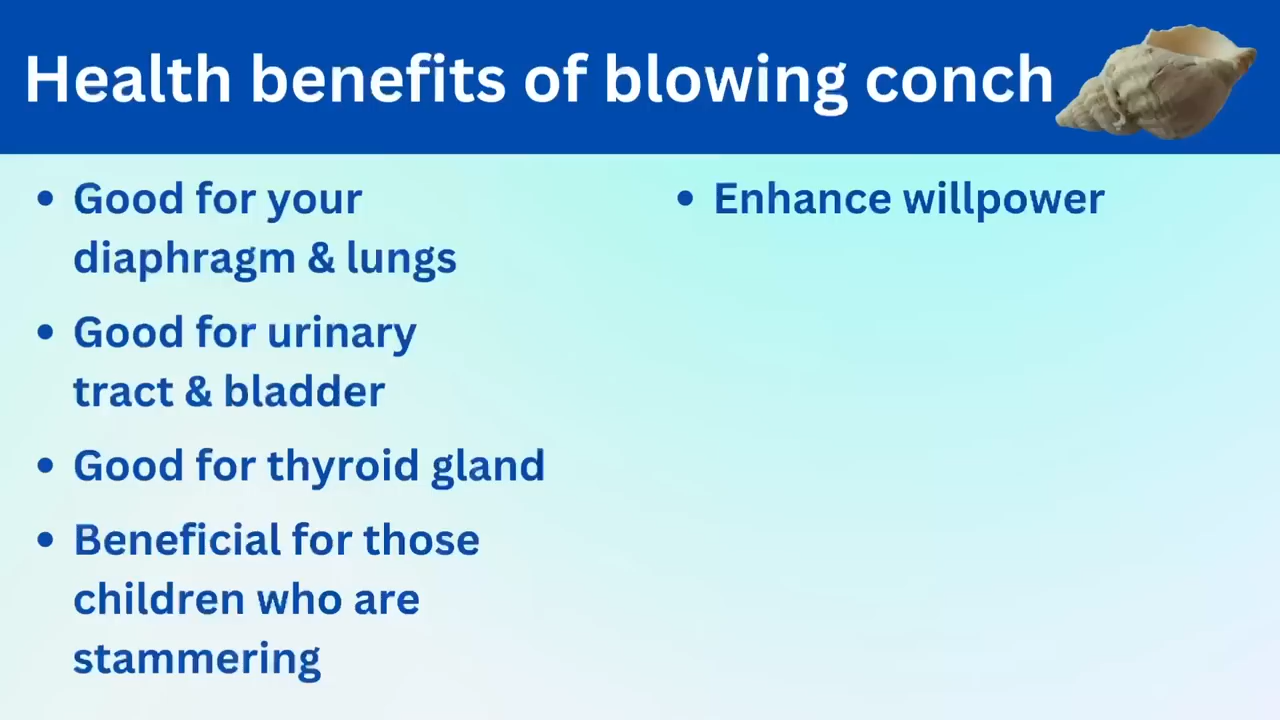 Health benefits of blowing conch
• Good for your
diaphragm & lungs
• Good for urinary
tract & bladder
• Good for thyroid gland
• Beneficial for those
children who are
stammering
• Enhance willpower